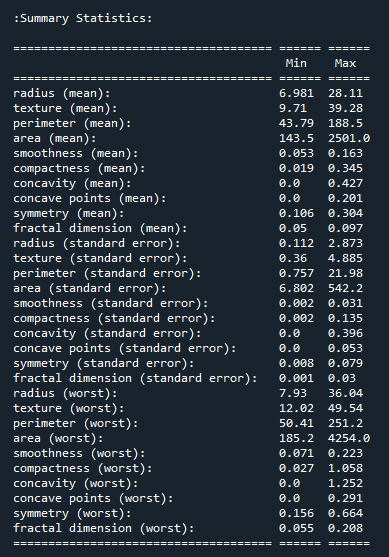 :Summary Statistics:
===================================== ====== ======
                                       Min    Max
===================================== ====== ======
radius (mean):                        6.981  28.11
texture (mean):                       9.71   39.28
perimeter (mean):                     43.79  188.5
area (mean):                          143.5  2501.0
smoothness (mean):                    0.053  0.163
compactness (mean):                   0.019  0.345
concavity (mean):                     0.0    0.427
concave points (mean):                0.0    0.201
symmetry (mean):                      0.106  0.304
fractal dimension (mean):             0.05   0.097
radius (standard error):              0.112  2.873
texture (standard error):             0.36   4.885
perimeter (standard error):           0.757  21.98
area (standard error):                6.802  542.2
smoothness (standard error):          0.002  0.031
compactness (standard error):         0.002  0.135
concavity (standard error):           0.0    0.396
concave points (standard error):      0.0    0.053
symmetry (standard error):            0.008  0.079
fractal dimension (standard error):   0.001  0.03
radius (worst):                       7.93   36.04
texture (worst):                      12.02  49.54
perimeter (worst):                    50.41  251.2
area (worst):                         185.2  4254.0
smoothness (worst):                   0.071  0.223
compactness (worst):                  0.027  1.058
concavity (worst):                    0.0    1.252
concave points (worst):               0.0    0.291
symmetry (worst):                     0.156  0.664
fractal dimension (worst):            0.055  0.208
===================================== ====== ======